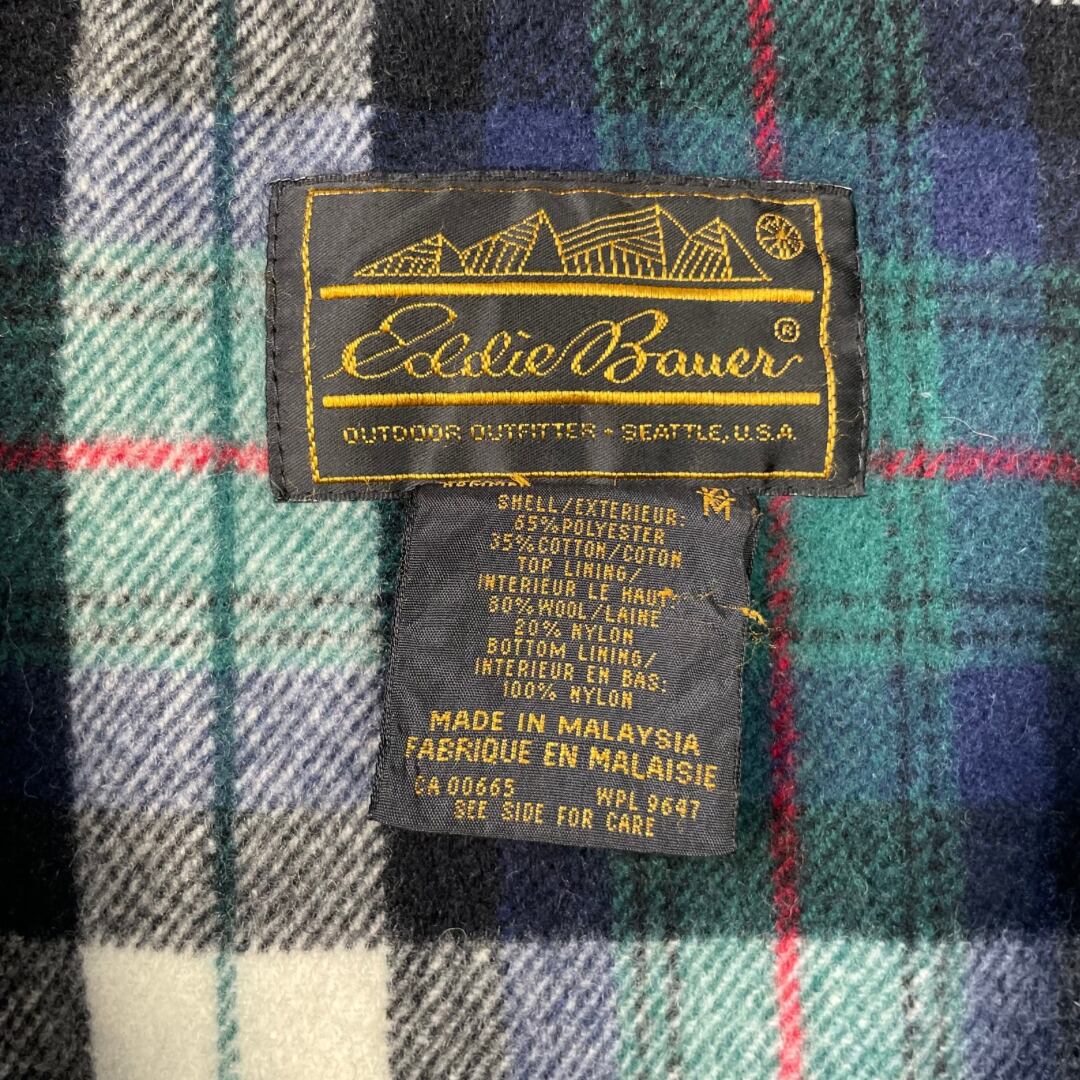 Eddie Bauer ®
OUTDOOR OUTFITTER • SEATTLE, U.S.A.
M
SHELL/EXTERIEUR:
65% POLYESTER
35% COTTON/COTON
TOP LINING/
INTERIEUR LE HAUT:
80% WOOL/LAINE
20% NYLON
BOTTOM LINING/
INTERIEUR EN BAS:
100% NYLON
MADE IN MALAYSIA
FABRIQUE EN MALAISIE
CA 00665 WPL 9647
SEE SIDE FOR CARE